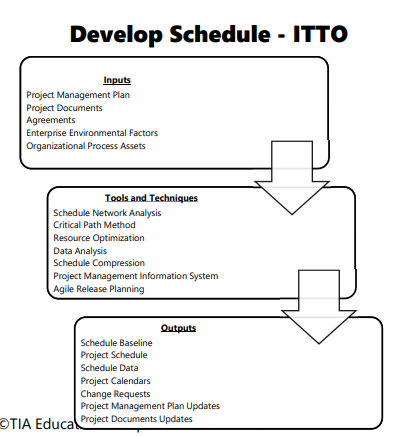 Develop Schedule - ITTO
Inputs
Project Management Plan
Project Documents
Agreements
Enterprise Environmental Factors
Organizational Process Assets
Tools and Techniques
Schedule Network Analysis
Critical Path Method
Resource Optimization
Data Analysis
Schedule Compression
Project Management Information System
Agile Release Planning
Outputs
Schedule Baseline
Project Schedule
Schedule Data
Project Calendars
Change Requests
Project Management Plan Updates
Project Documents Updates
©TIA